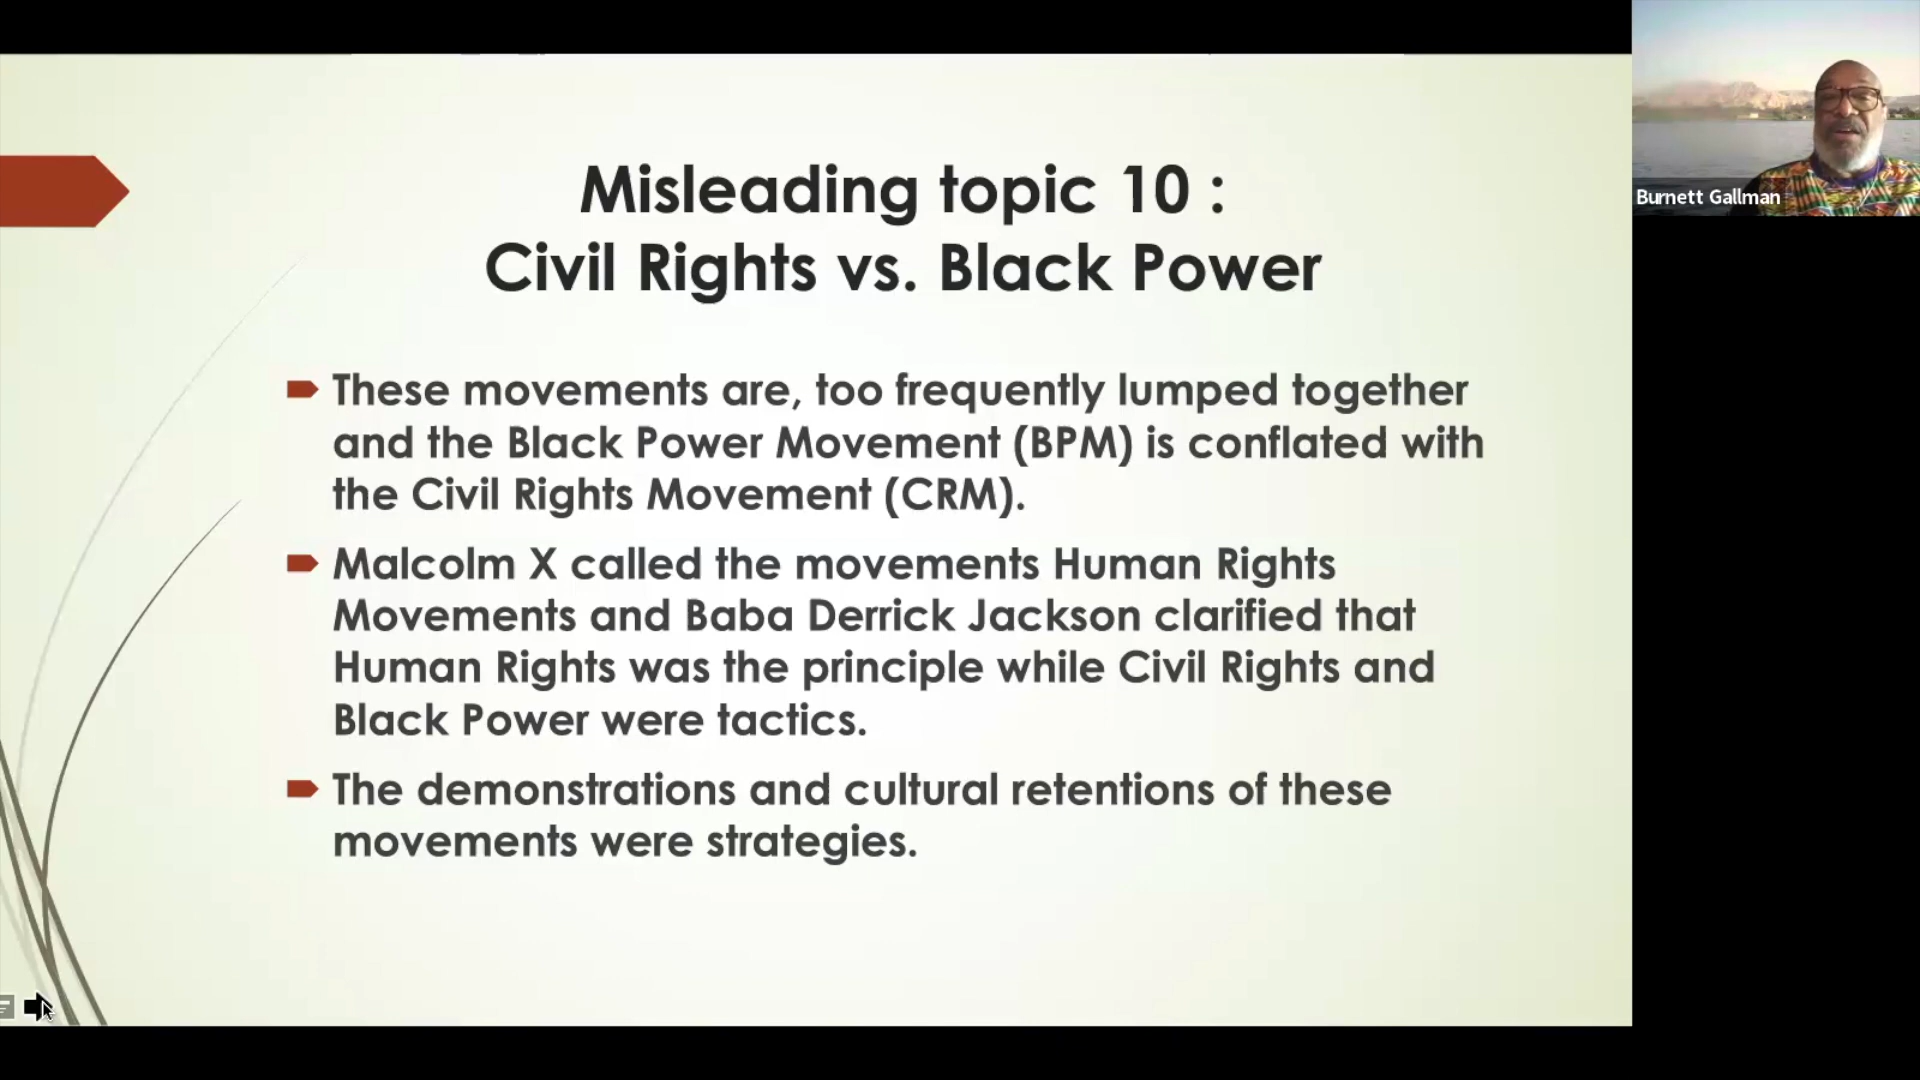 Misleading topic 10 :
Civil Rights vs. Black Power
These movements are, too frequently lumped together
and the Black Power Movement (BPM) is conflated with
the Civil Rights Movement (CRM).
Malcolm X called the movements Human Rights
Movements and Baba Derrick Jackson clarified that
Human Rights was the principle while Civil Rights and
Black Power were tactics.
The demonstrations and cultural retentions of these
movements were strategies.
Burnett Gallman